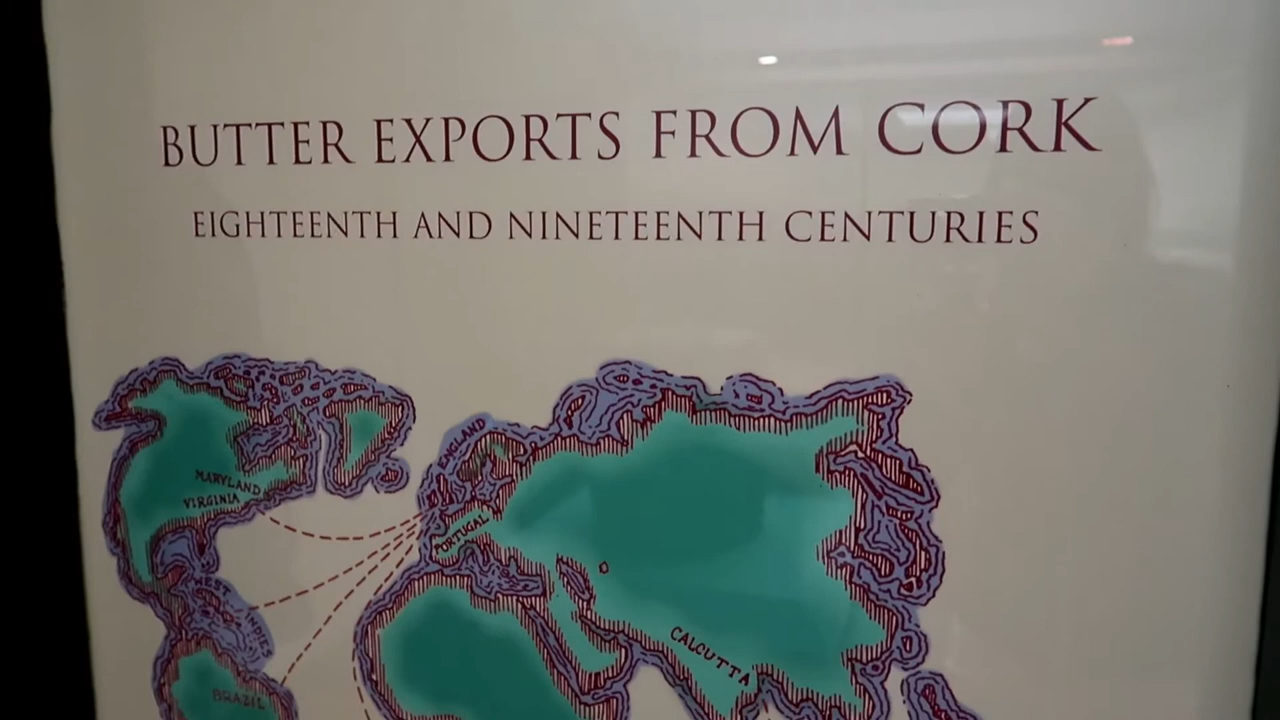 BUTTER EXPORTS FROM CORK
EIGHTEENTH AND NINETEENTH CENTURIES
ENGLAND
MARYLAND
VIRGINIA
PORTUGAL
WEST INDIES
CALCUTTA
BRAZIL